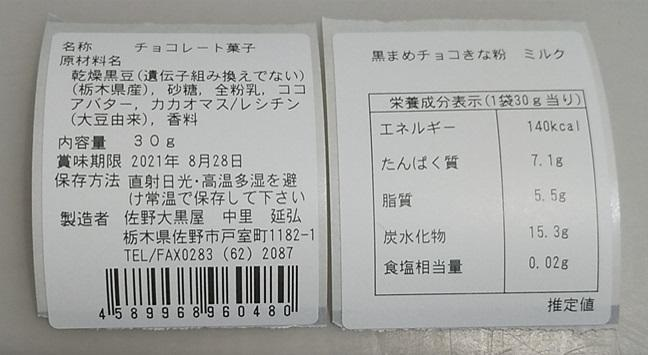 名称　チョコレート菓子
原材料名
乾燥黒豆(遺伝子組み換えでない)
(栃木県産), 砂糖, 全粉乳, ココ
アバター, カカオマス/レシチン
(大豆由来), 香料
内容量　30g
賞味期限 2021年 8月28日
保存方法 直射日光・高温多湿を避
け常温で保存して下さい
製造者 佐野大黒屋 中里 延弘
栃木県佐野市戸室町1182-1
TEL/FAX0283 (62) 2087
4589968960480
黒まめチョコきな粉 ミルク
栄養成分表示(1袋30g当り)
エネルギー 140kcal
たんぱく質 7.1g
脂質 5.5g
炭水化物 15.3g
食塩相当量 0.02g
推定値